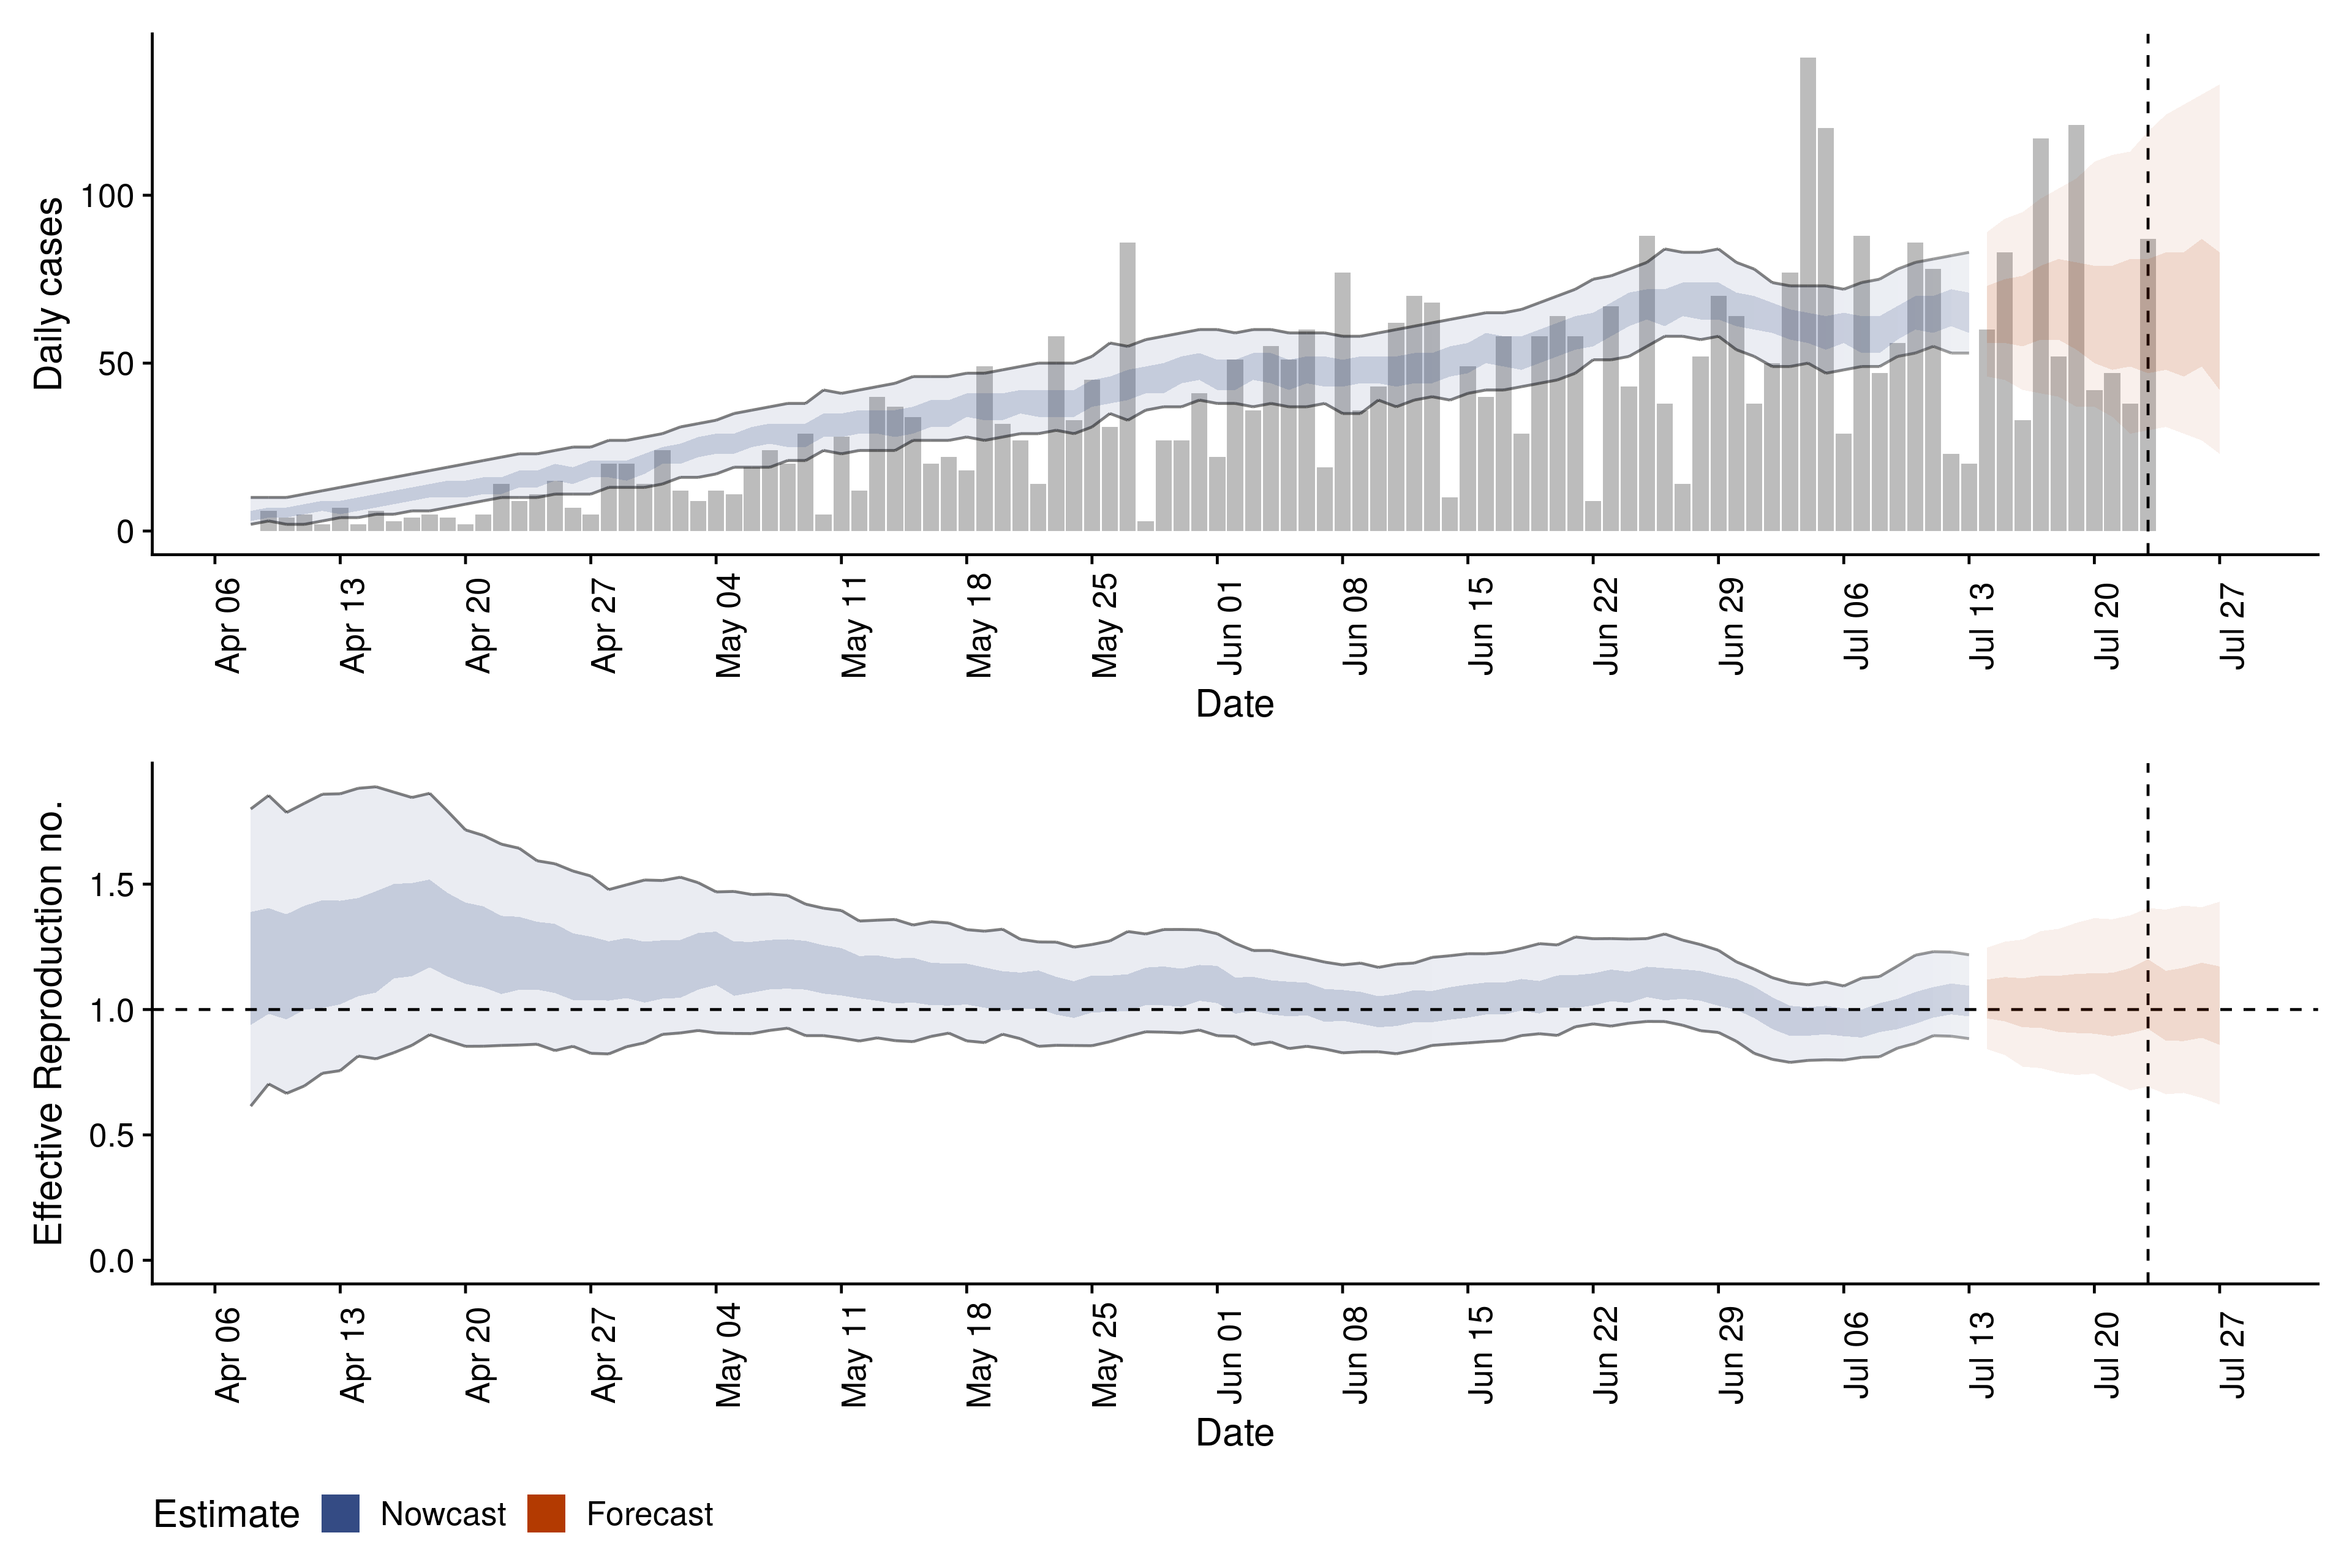 Daily cases
100
50
0
Apr 06
Apr 13
Apr 20
Apr 27
May 04
May 11
May 18
May 25
Jun 01
Jun 08
Jun 15
Jun 22
Jun 29
Jul 06
Jul 13
Jul 20
Jul 27
Date
Effective Reproduction no.
1.5
1.0
0.5
0.0
Apr 06
Apr 13
Apr 20
Apr 27
May 04
May 11
May 18
May 25
Jun 01
Jun 08
Jun 15
Jun 22
Jun 29
Jul 06
Jul 13
Jul 20
Jul 27
Date
Estimate Nowcast Forecast